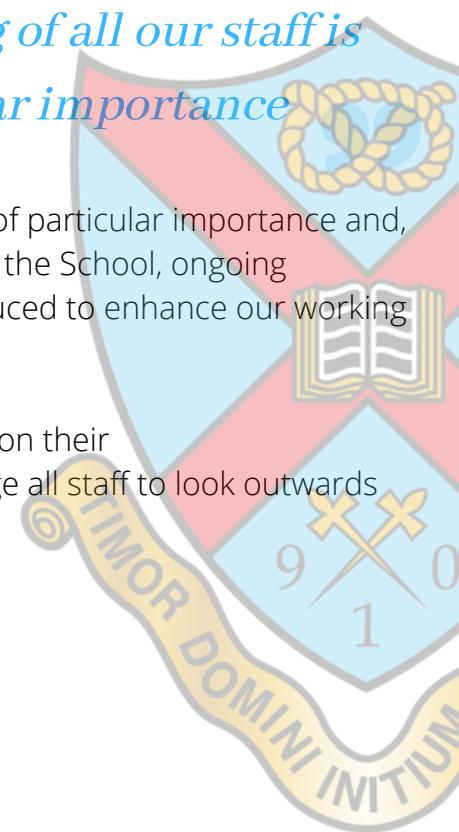 g of all our staff is
ar importance
of particular importance and,
the School, ongoing
uced to enhance our working
on their
ge all staff to look outwards
9 0
1
TIMOR DOMINI INITIUM